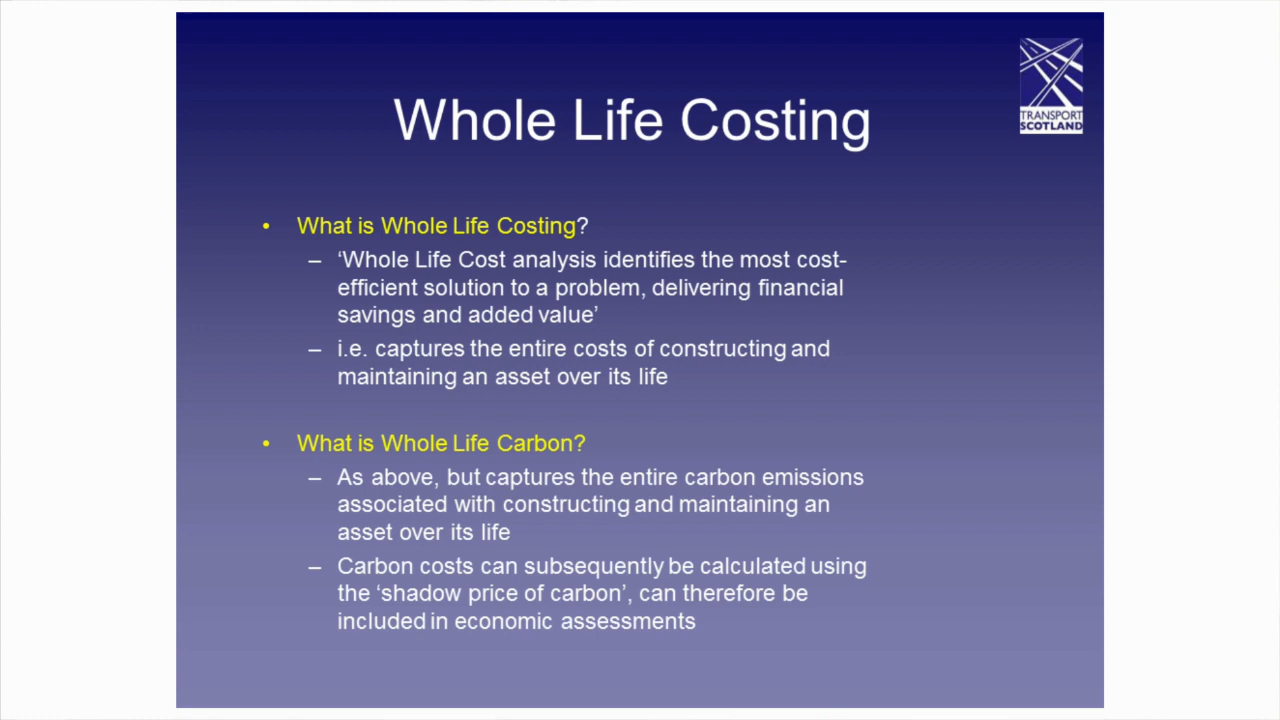 TRANSPORT
SCOTLAND
Whole Life Costing
• What is Whole Life Costing?
– ‘Whole Life Cost analysis identifies the most cost-
efficient solution to a problem, delivering financial
savings and added value’
– i.e. captures the entire costs of constructing and
maintaining an asset over its life
• What is Whole Life Carbon?
– As above, but captures the entire carbon emissions
associated with constructing and maintaining an
asset over its life
– Carbon costs can subsequently be calculated using
the ‘shadow price of carbon’, can therefore be
included in economic assessments